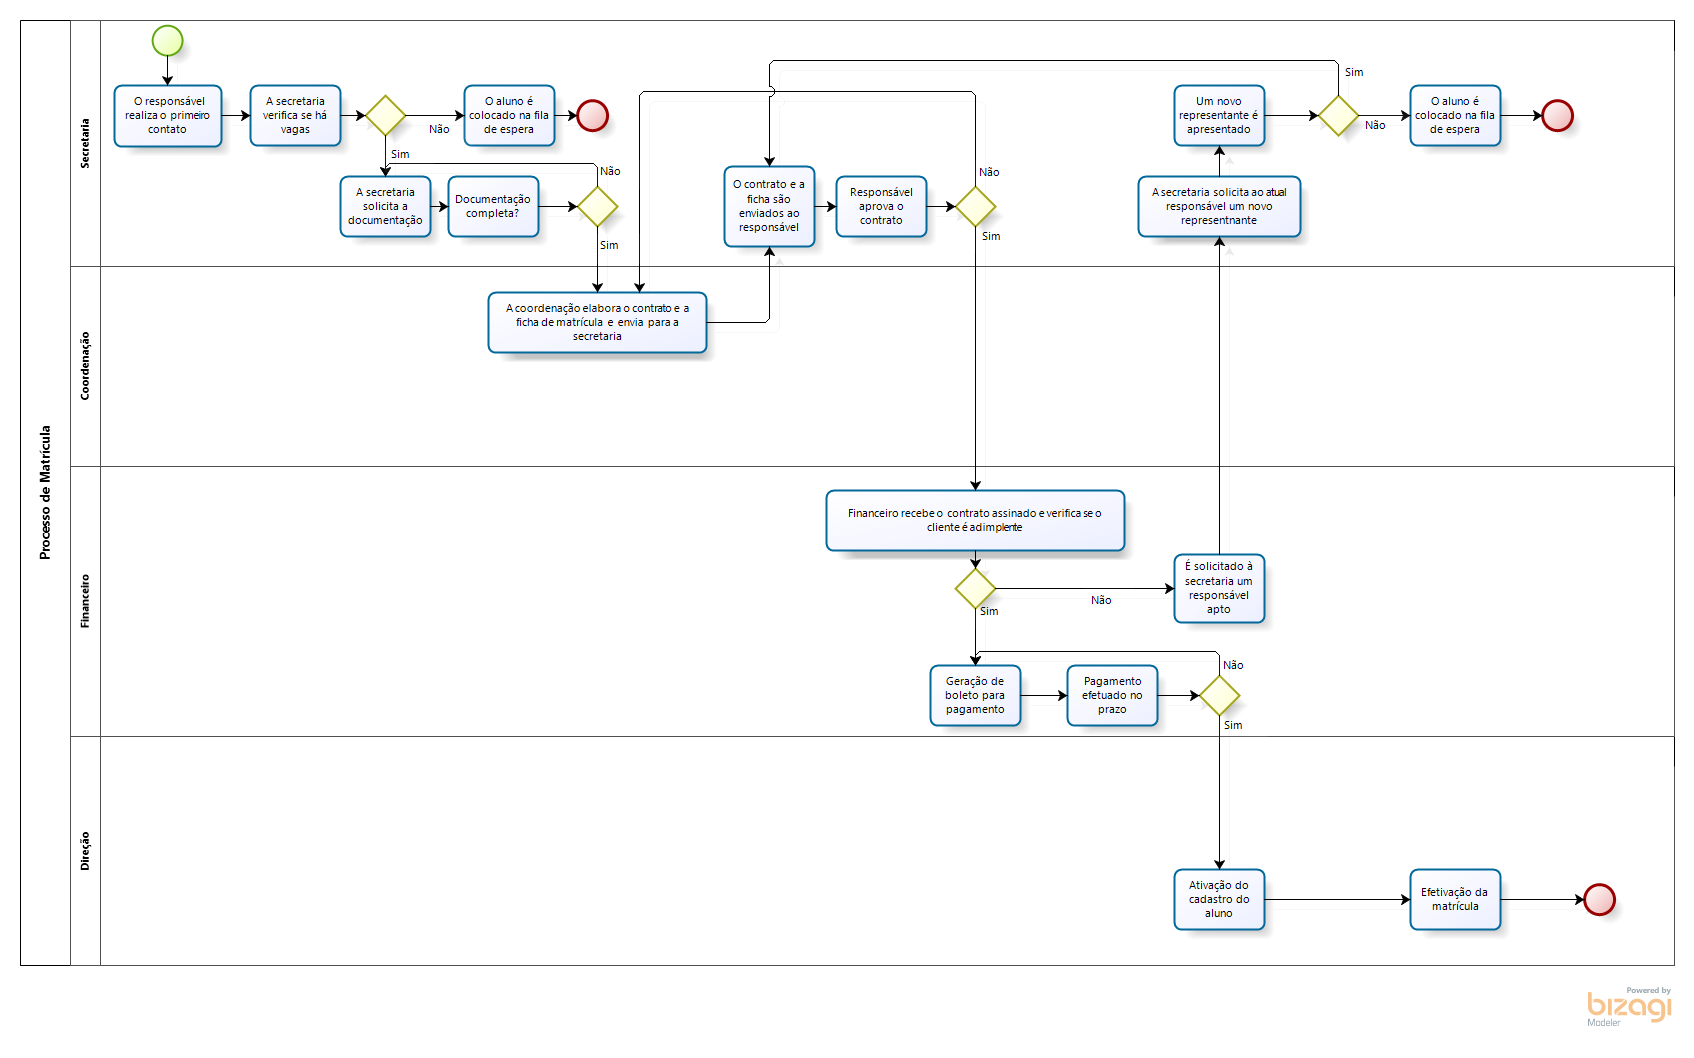 Processo de Matrícula
Secretaria
O responsável
realiza o primeiro
contato
A secretaria
verifica se há
vagas
Não
Sim
O aluno é
colocado na fila
de espera
A secretaria
solicita a
documentação
Documentação
completa?
Não
Sim
O contrato e a
ficha são
enviados ao
responsável
Responsável
aprova o
contrato
Não
Sim
Um novo
representante é
apresentado
Sim
Não
O aluno é
colocado na fila
de espera
A secretaria solicita ao atual
responsável um novo
representnante
Coordenação
A coordenação elabora o contrato e a
ficha de matrícula e envia para a
secretaria
Financeiro
Financeiro recebe o contrato assinado e verifica se o
cliente é adimplente
Não
Sim
É solicitado à
secretaria um
responsável
apto
Geração de
boleto para
pagamento
Pagamento
efetuado no
prazo
Não
Sim
Direção
Ativação do
cadastro do
aluno
Efetivação da
matrícula
Powered by
bizagi
Modeler